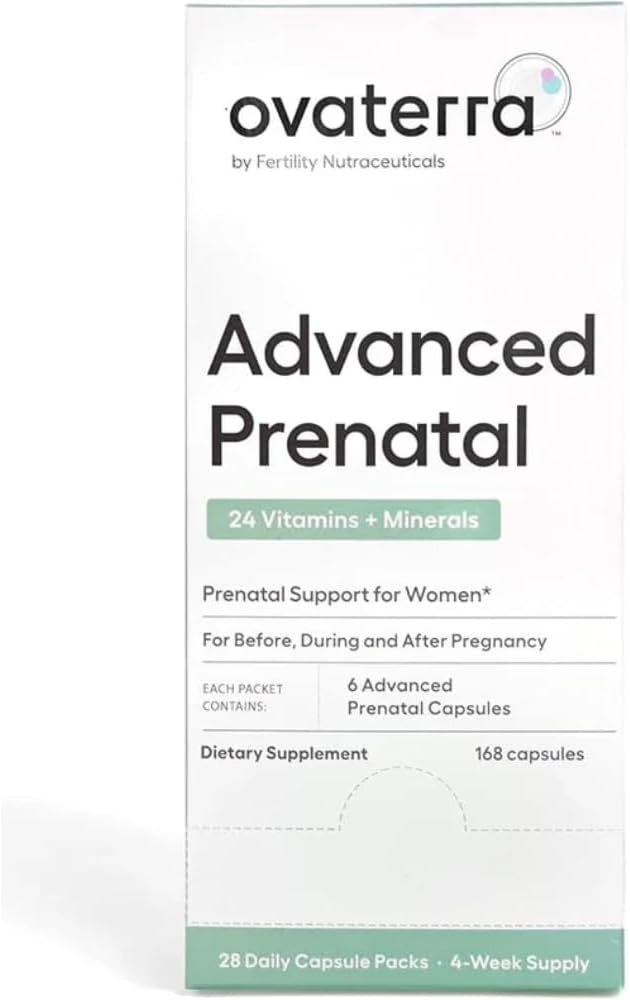 ovaterra™
by Fertility Nutraceuticals
Advanced
Prenatal
24 Vitamins + Minerals
Prenatal Support for Women*
For Before, During and After Pregnancy
EACH PACKET
CONTAINS:
6 Advanced
Prenatal Capsules
Dietary Supplement 168 capsules
28 Daily Capsule Packs · 4-Week Supply